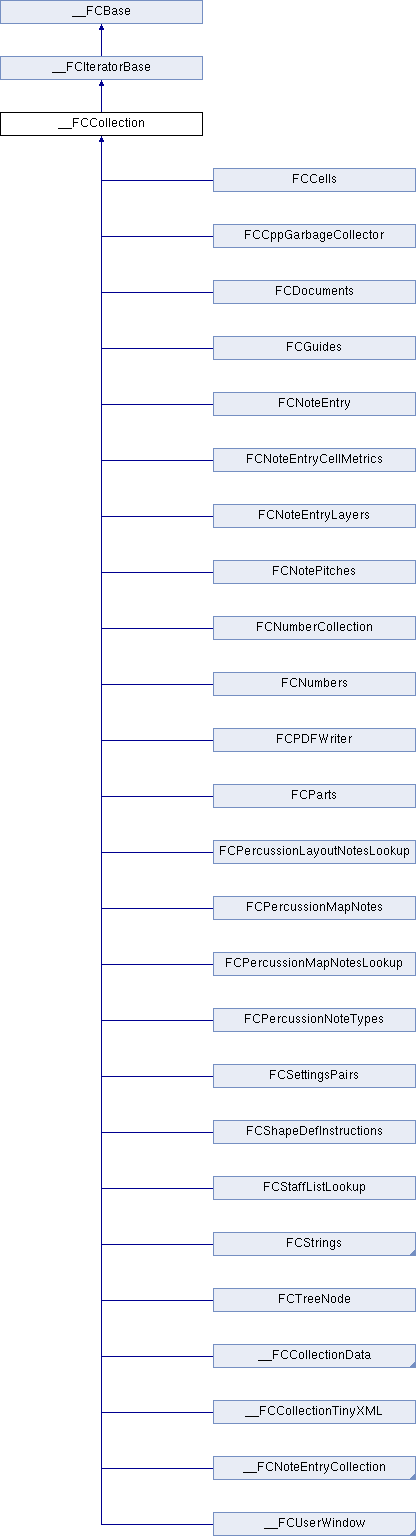 __FCBase
__FCIteratorBase
__FCCollection
FCCells
FCCppGarbageCollector
FCDocuments
FCGuides
FCNoteEntry
FCNoteEntryCellMetrics
FCNoteEntryLayers
FCNotePitches
FCNumberCollection
FCNumbers
FCPDFWriter
FCParts
FCPercussionLayoutNotesLookup
FCPercussionMapNotes
FCPercussionMapNotesLookup
FCPercussionNoteTypes
FCSettingsPairs
FCShapeDefInstructions
FCStaffListLookup
FCStrings
FCTreeNode
__FCCollectionData
__FCCollectionTinyXML
__FCNoteEntryCollection
__FCUserWindow